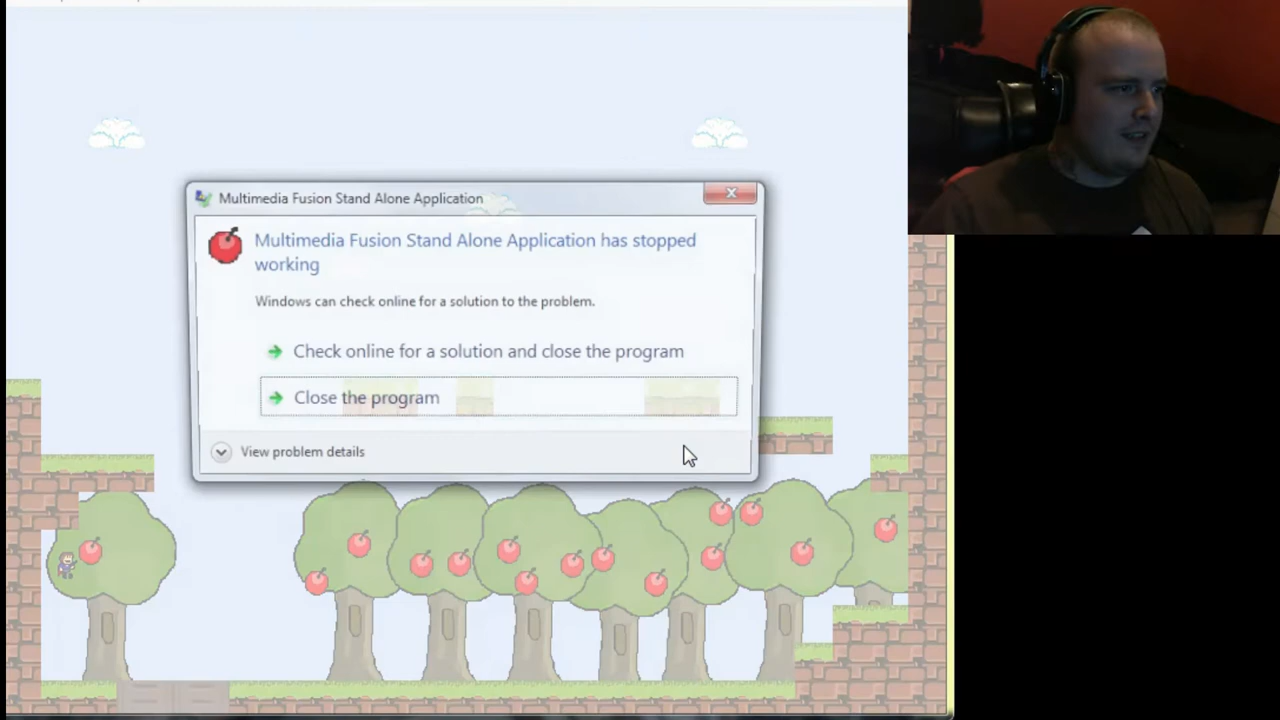 Multimedia Fusion Stand Alone Application
Multimedia Fusion Stand Alone Application has stopped
working
Windows can check online for a solution to the problem.
Check online for a solution and close the program
Close the program
View problem details